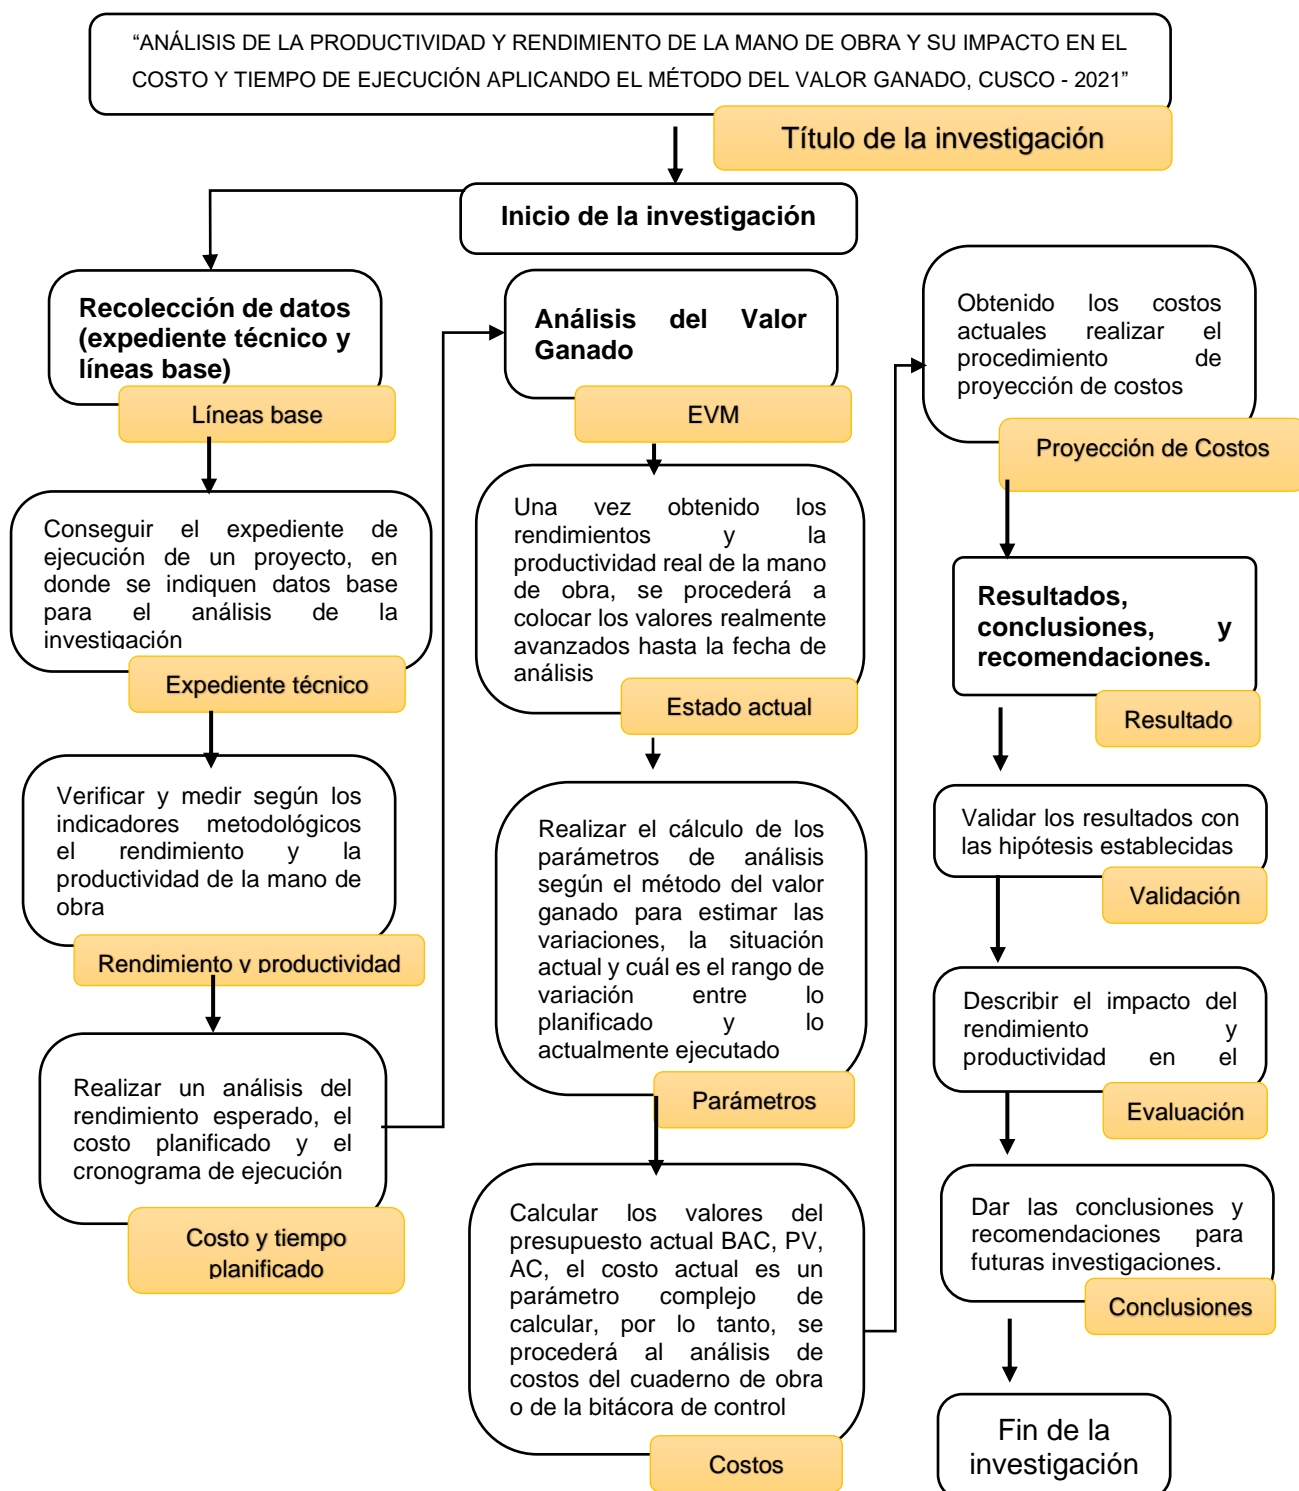 “ANÁLISIS DE LA PRODUCTIVIDAD Y RENDIMIENTO DE LA MANO DE OBRA Y SU IMPACTO EN EL
COSTO Y TIEMPO DE EJECUCIÓN APLICANDO EL MÉTODO DEL VALOR GANADO, CUSCO - 2021”
Título de la investigación
Inicio de la investigación
Recolección de datos
(expediente técnico y
líneas base)
Líneas base
Conseguir el expediente de
ejecución de un proyecto, en
donde se indiquen datos base
para el análisis de la
investigación
Expediente técnico
Verificar y medir según los
indicadores metodológicos
el rendimiento y la
productividad de la mano de
obra
Rendimiento y productividad
Realizar un análisis del
rendimiento esperado, el
costo planificado y el
cronograma de ejecución
Costo y tiempo
planificado
Análisis del Valor
Ganado
EVM
Una vez obtenido los
rendimientos y la
productividad real de la mano
de obra, se procederá a
colocar los valores realmente
avanzados hasta la fecha de
análisis
Estado actual
Realizar el cálculo de los
parámetros de análisis
según el método del valor
ganado para estimar las
variaciones, la situación
actual y cuál es el rango de
variación entre lo
planificado y lo
actualmente ejecutado
Parámetros
Calcular los valores del
presupuesto actual BAC, PV,
AC, el costo actual es un
parámetro complejo de
calcular, por lo tanto, se
procederá al análisis de
costos del cuaderno de obra
o de la bitácora de control
Costos
Obtenido los costos
actuales realizar el
procedimiento de
proyección de costos
Proyección de Costos
Resultados,
conclusiones, y
recomendaciones.
Resultado
Validar los resultados con
las hipótesis establecidas
Validación
Describir el impacto del
rendimiento y
productividad en el
Evaluación
Dar las conclusiones y
recomendaciones para
futuras investigaciones.
Conclusiones
Fin de la
investigación